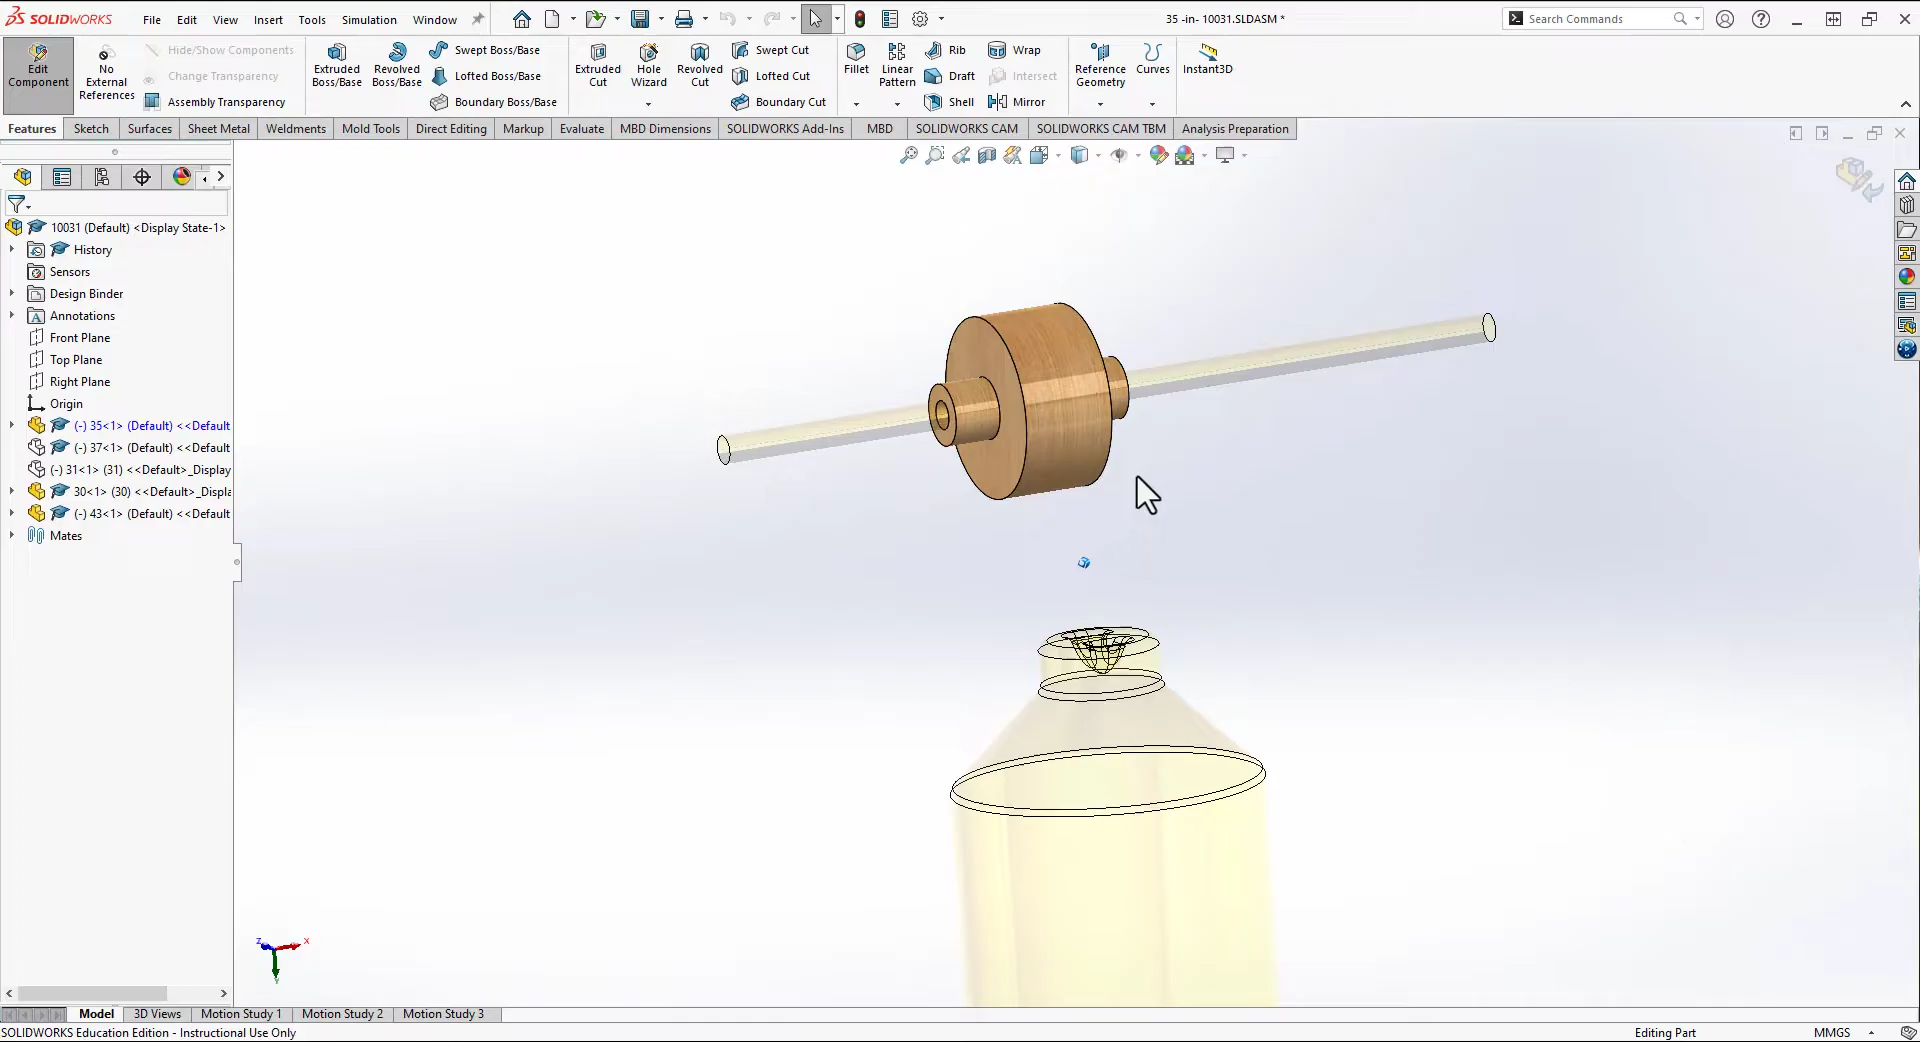 SOLIDWORKS
File Edit View Insert Tools Simulation Window
35 -in- 10031.SLDASM *
Search Commands
Edit Component
No External References
Hide/Show Components
Change Transparency
Assembly Transparency
Extruded Boss/Base
Revolved Boss/Base
Swept Boss/Base
Lofted Boss/Base
Boundary Boss/Base
Extruded Cut
Hole Wizard
Revolved Cut
Swept Cut
Lofted Cut
Boundary Cut
Fillet
Linear Pattern
Rib
Draft
Shell
Wrap
Intersect
Mirror
Reference Geometry
Curves
Instant3D
Features Sketch Surfaces Sheet Metal Weldments Mold Tools Direct Editing Markup Evaluate MBD Dimensions SOLIDWORKS Add-Ins MBD SOLIDWORKS CAM SOLIDWORKS CAM TBM Analysis Preparation
10031 (Default) <Display State-1>
History
Sensors
Design Binder
Annotations
Front Plane
Top Plane
Right Plane
Origin
(-) 35<1> (Default) <<Default
(-) 37<1> (Default) <<Default
(-) 31<1> (31) <<Default>_Display
30<1> (30) <<Default>_Displa
(-) 43<1> (Default) <<Default
Mates
Z X
Y
Model 3D Views Motion Study 1 Motion Study 2 Motion Study 3
SOLIDWORKS Education Edition - Instructional Use Only
Editing Part
MMGS